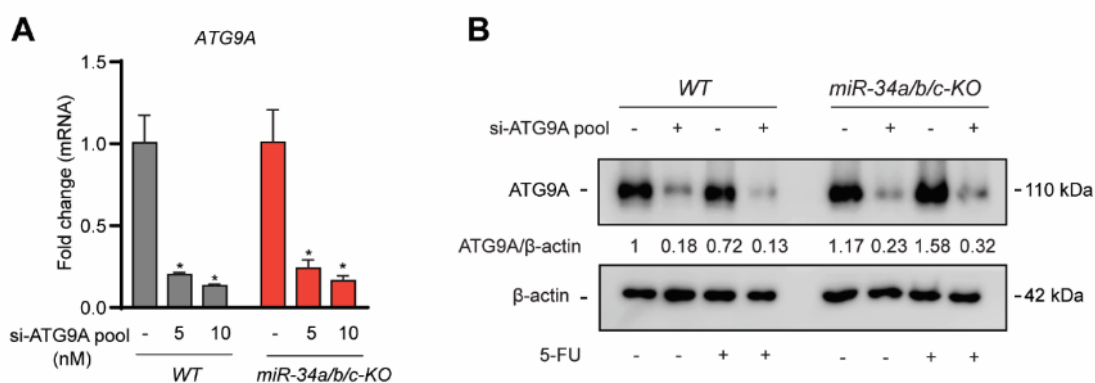 A
ATG9A
Fold change (mRNA)
1.5
1.0
0.5
0.0
* * * *
si-ATG9A pool - 5 10 - 5 10
(nM)
WT miR-34a/b/c-KO
B
WT miR-34a/b/c-KO
si-ATG9A pool - + - + - + - +
ATG9A - - 110 kDa
ATG9A/β-actin 1 0.18 0.72 0.13 1.17 0.23 1.58 0.32
β-actin - - 42 kDa
5-FU - - + + - - + +